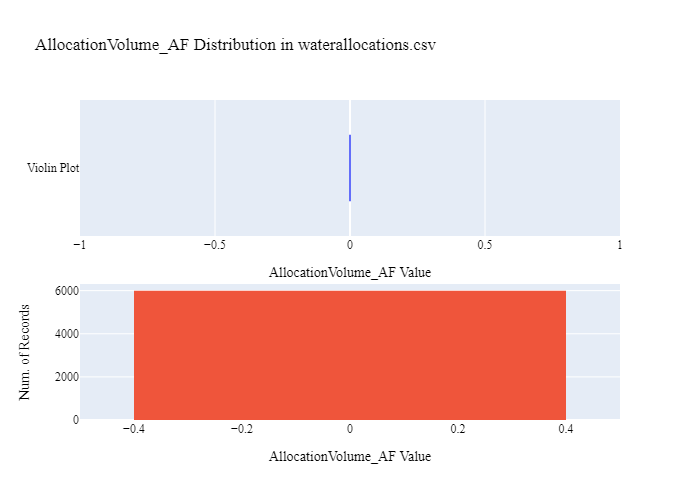 AllocationVolume_AF Distribution in waterallocations.csv
Violin Plot
−1 −0.5 0 0.5 1
AllocationVolume_AF Value
6000
4000
2000
0
Num. of Records
−0.4 −0.2 0 0.2 0.4
AllocationVolume_AF Value